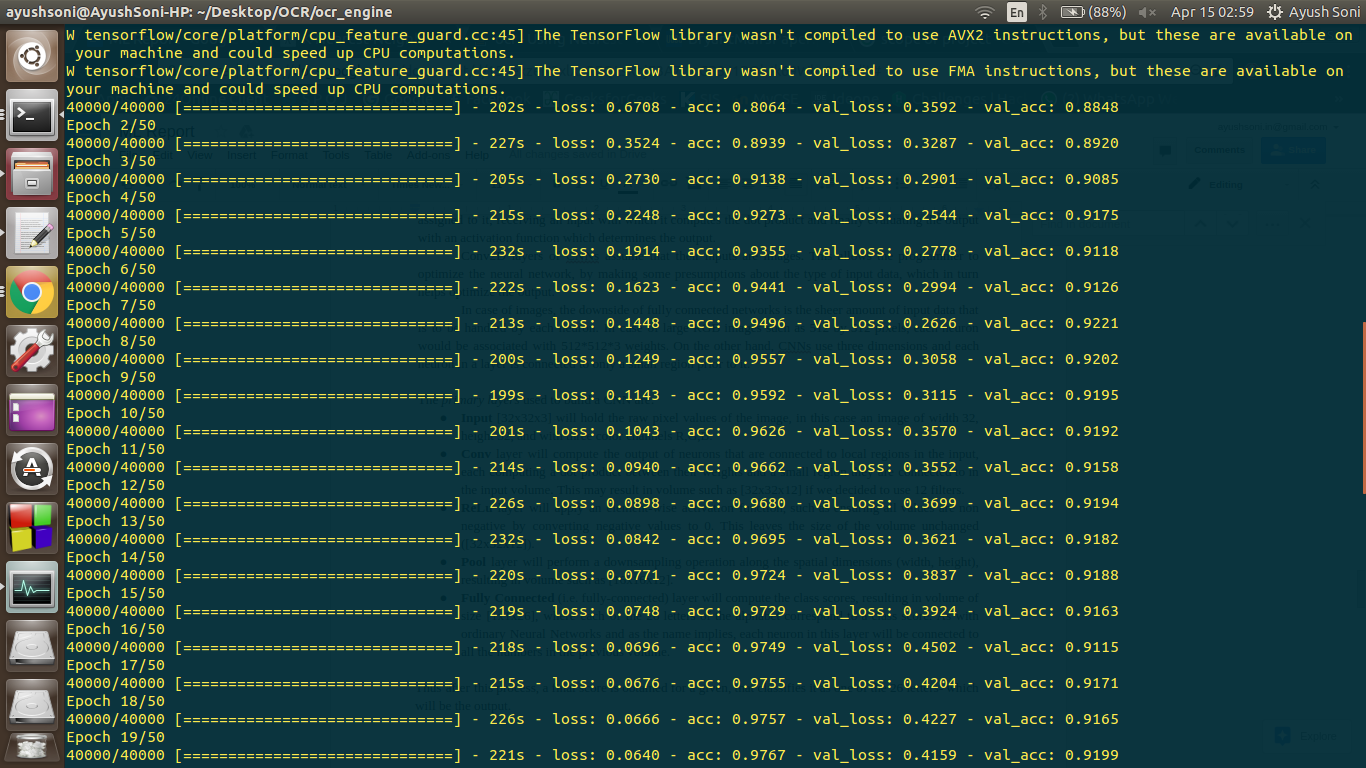 ayushsoni@AyushSoni-HP: ~/Desktop/OCR/ocr_engine En (88%) Apr 15 02:59 Ayush Soni
W tensorflow/core/platform/cpu_feature_guard.cc:45] The TensorFlow library wasn't compiled to use AVX2 instructions, but these are available on
your machine and could speed up CPU computations.
W tensorflow/core/platform/cpu_feature_guard.cc:45] The TensorFlow library wasn't compiled to use FMA instructions, but these are available on
your machine and could speed up CPU computations.
40000/40000 [==============================] - 202s - loss: 0.6708 - acc: 0.8064 - val_loss: 0.3592 - val_acc: 0.8848
Epoch 2/50
40000/40000 [==============================] - 227s - loss: 0.3524 - acc: 0.8939 - val_loss: 0.3287 - val_acc: 0.8920
Epoch 3/50
40000/40000 [==============================] - 205s - loss: 0.2730 - acc: 0.9138 - val_loss: 0.2901 - val_acc: 0.9085
Epoch 4/50
40000/40000 [==============================] - 215s - loss: 0.2248 - acc: 0.9273 - val_loss: 0.2544 - val_acc: 0.9175
Epoch 5/50
40000/40000 [==============================] - 232s - loss: 0.1914 - acc: 0.9355 - val_loss: 0.2778 - val_acc: 0.9118
Epoch 6/50
40000/40000 [==============================] - 222s - loss: 0.1623 - acc: 0.9441 - val_loss: 0.2994 - val_acc: 0.9126
Epoch 7/50
40000/40000 [==============================] - 213s - loss: 0.1448 - acc: 0.9496 - val_loss: 0.2626 - val_acc: 0.9221
Epoch 8/50
40000/40000 [==============================] - 200s - loss: 0.1249 - acc: 0.9557 - val_loss: 0.3058 - val_acc: 0.9202
Epoch 9/50
40000/40000 [==============================] - 199s - loss: 0.1143 - acc: 0.9592 - val_loss: 0.3115 - val_acc: 0.9195
Epoch 10/50
40000/40000 [==============================] - 201s - loss: 0.1043 - acc: 0.9626 - val_loss: 0.3570 - val_acc: 0.9192
Epoch 11/50
40000/40000 [==============================] - 214s - loss: 0.0940 - acc: 0.9662 - val_loss: 0.3552 - val_acc: 0.9158
Epoch 12/50
40000/40000 [==============================] - 226s - loss: 0.0898 - acc: 0.9680 - val_loss: 0.3699 - val_acc: 0.9194
Epoch 13/50
40000/40000 [==============================] - 232s - loss: 0.0842 - acc: 0.9695 - val_loss: 0.3621 - val_acc: 0.9182
Epoch 14/50
40000/40000 [==============================] - 220s - loss: 0.0771 - acc: 0.9724 - val_loss: 0.3837 - val_acc: 0.9188
Epoch 15/50
40000/40000 [==============================] - 219s - loss: 0.0748 - acc: 0.9729 - val_loss: 0.3924 - val_acc: 0.9163
Epoch 16/50
40000/40000 [==============================] - 218s - loss: 0.0696 - acc: 0.9749 - val_loss: 0.4502 - val_acc: 0.9115
Epoch 17/50
40000/40000 [==============================] - 215s - loss: 0.0676 - acc: 0.9755 - val_loss: 0.4204 - val_acc: 0.9171
Epoch 18/50
40000/40000 [==============================] - 226s - loss: 0.0666 - acc: 0.9757 - val_loss: 0.4227 - val_acc: 0.9165
Epoch 19/50
40000/40000 [==============================] - 221s - loss: 0.0640 - acc: 0.9767 - val_loss: 0.4159 - val_acc: 0.9199